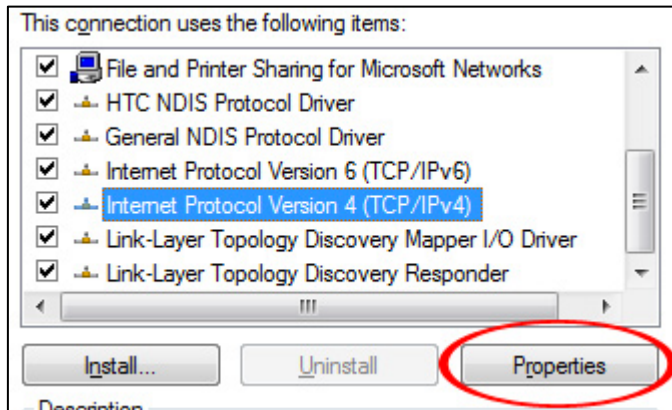 This connection uses the following items:
File and Printer Sharing for Microsoft Networks
HTC NDIS Protocol Driver
General NDIS Protocol Driver
Internet Protocol Version 6 (TCP/IPv6)
Internet Protocol Version 4 (TCP/IPv4)
Link-Layer Topology Discovery Mapper I/O Driver
Link-Layer Topology Discovery Responder
Install... Uninstall Properties
Description